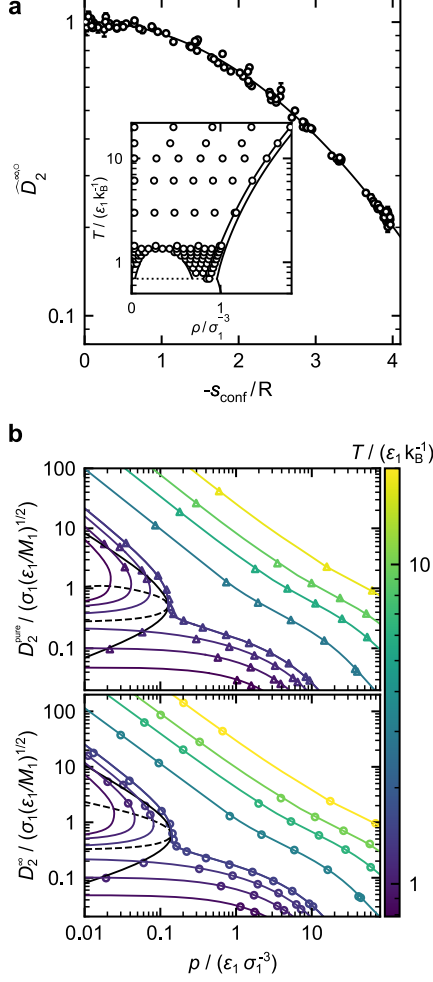 a
1
0.1
D̂₂^∞,○
10
1
T / (ε₁ k_B⁻¹)
0
1
ρ/σ₁⁻³
0
1
2
3
4
-s_conf/R
b
T / (ε₁ k_B⁻¹)
100
10
1
0.1
D₂^pure / (σ₁(ε₁/M₁)^1/2)
10
1
100
10
1
0.1
D₂^∞ / (σ₁(ε₁/M₁)^1/2)
0.01
0.1
1
10
p / (ε₁ σ₁⁻³)